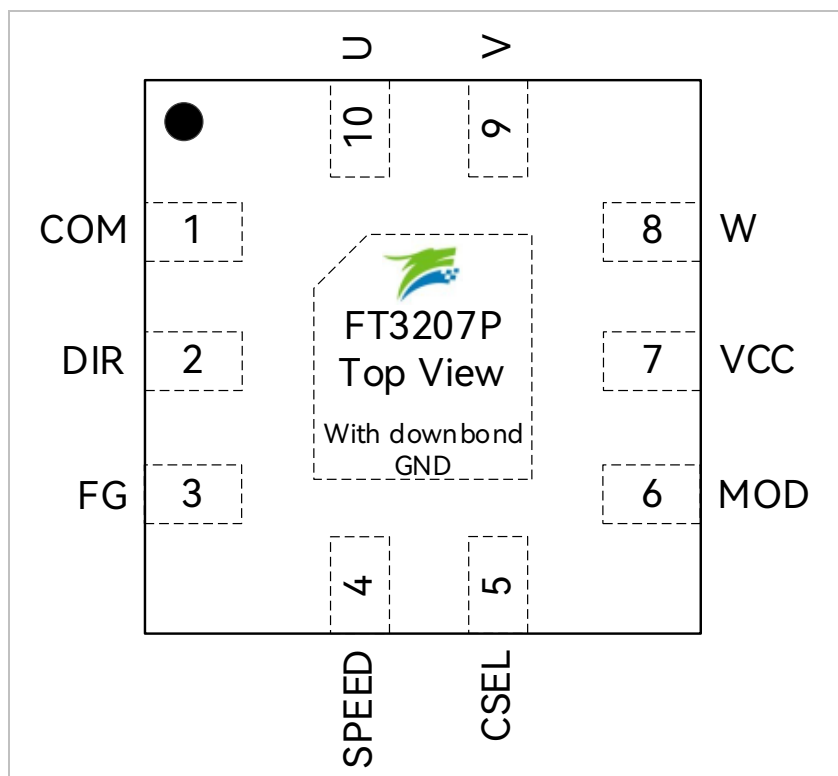 U
V
10
9
COM
1
8
W
FT3207P
Top View
DIR
2
7
VCC
With downbond
GND
FG
3
6
MOD
4
5
SPEED
CSEL